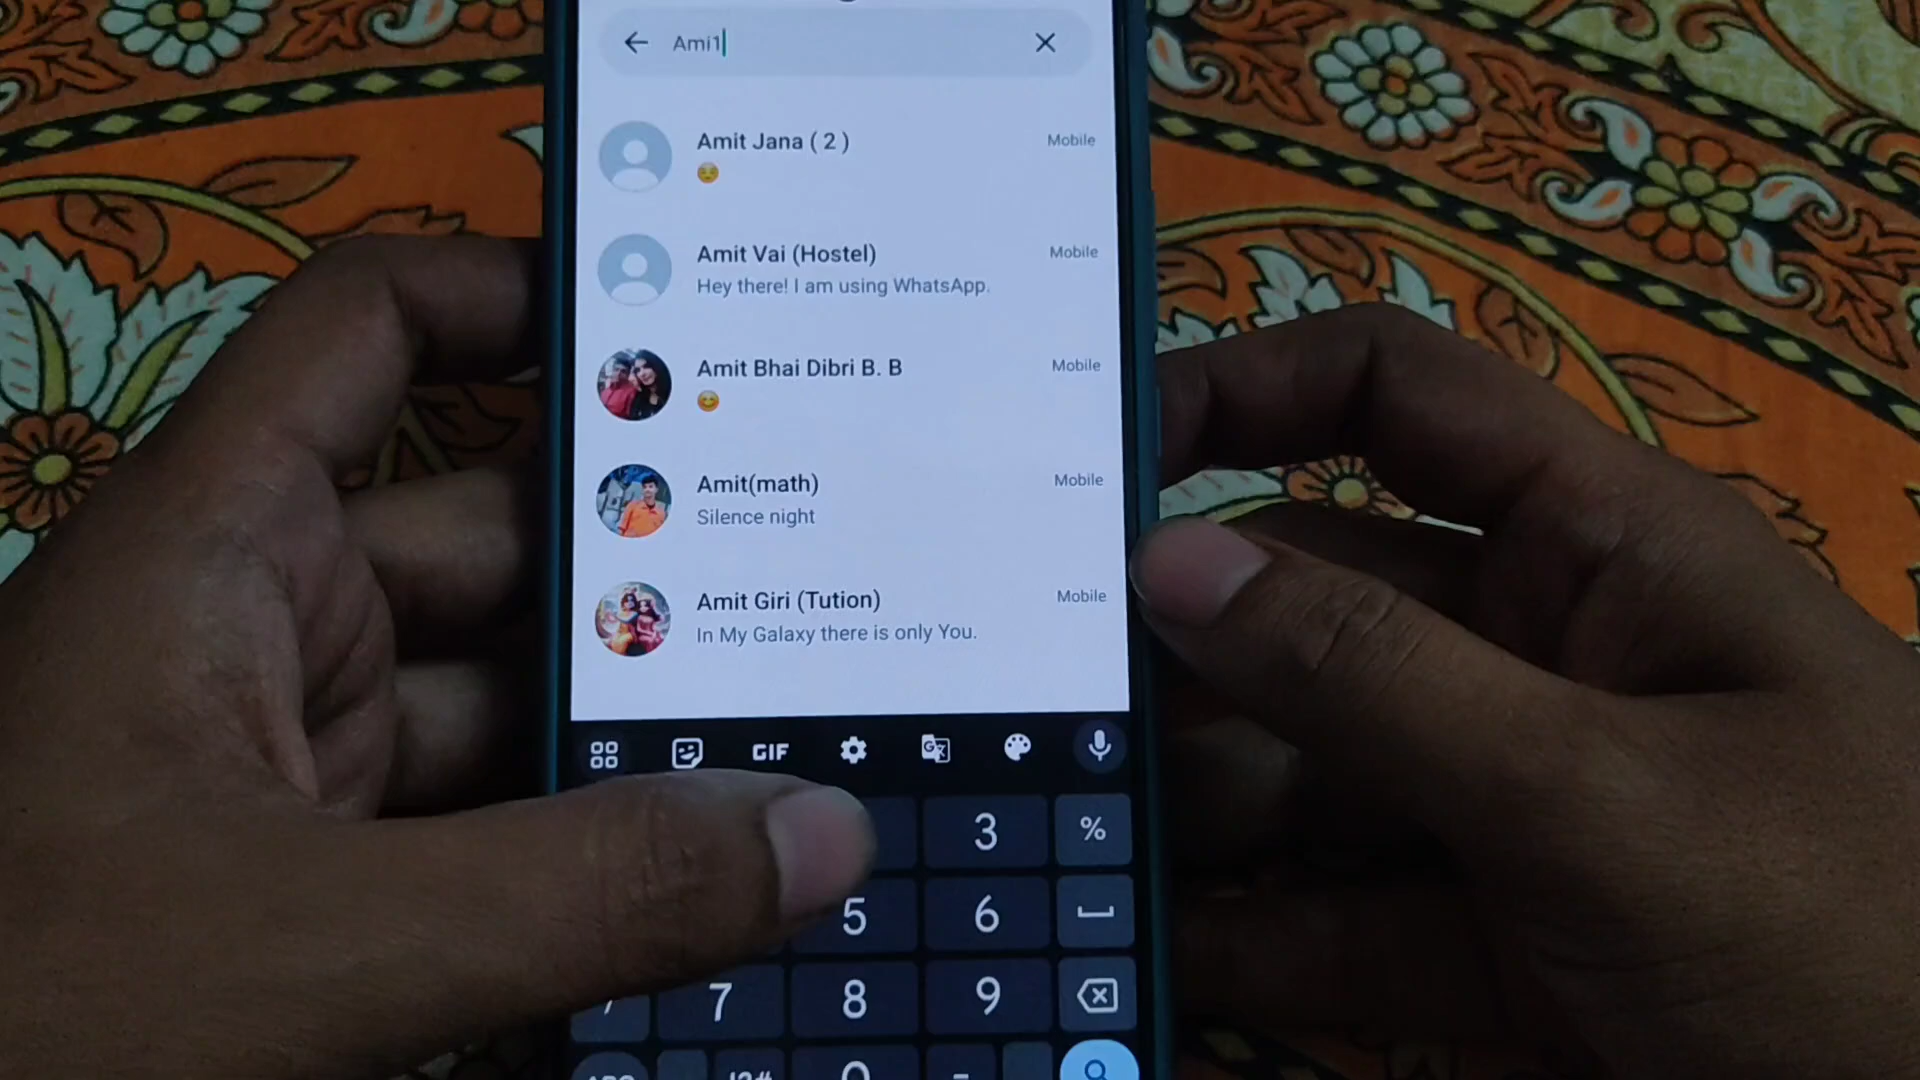 Ami1
Amit Jana ( 2 ) Mobile
😏
Amit Vai (Hostel) Mobile
Hey there! I am using WhatsApp.
Amit Bhai Dibri B. B Mobile
😊
Amit(math) Mobile
Silence night
Amit Giri (Tution) Mobile
In My Galaxy there is only You.
GIF
3 %
5 6
7 8 9
0